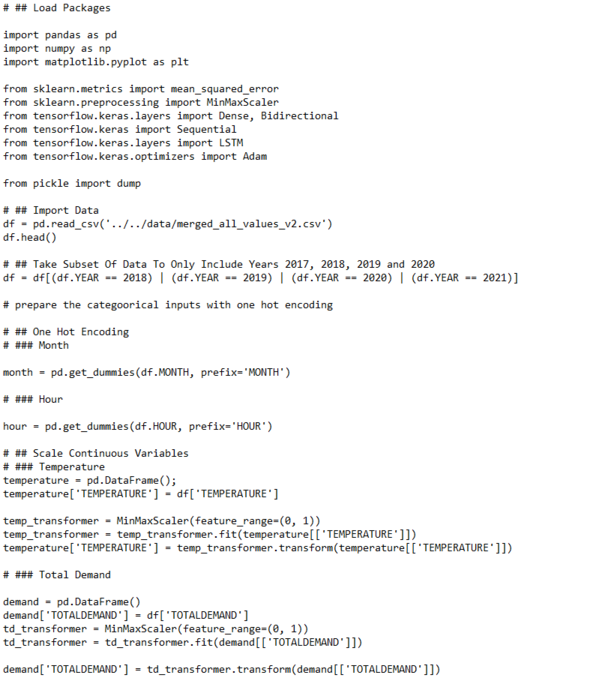 # ## Load Packages
import pandas as pd
import numpy as np
import matplotlib.pyplot as plt
from sklearn.metrics import mean_squared_error
from sklearn.preprocessing import MinMaxScaler
from tensorflow.keras.layers import Dense, Bidirectional
from tensorflow.keras import Sequential
from tensorflow.keras.layers import LSTM
from tensorflow.keras.optimizers import Adam
from pickle import dump
# ## Import Data
df = pd.read_csv('../../data/merged_all_values_v2.csv')
df.head()
# ## Take Subset Of Data To Only Include Years 2017, 2018, 2019 and 2020
df = df[(df.YEAR == 2018) | (df.YEAR == 2019) | (df.YEAR == 2020) | (df.YEAR == 2021)]
# prepare the categoorical inputs with one hot encoding
# ## One Hot Encoding
# ### Month
month = pd.get_dummies(df.MONTH, prefix='MONTH')
# ### Hour
hour = pd.get_dummies(df.HOUR, prefix='HOUR')
# ## Scale Continuous Variables
# ### Temperature
temperature = pd.DataFrame();
temperature['TEMPERATURE'] = df['TEMPERATURE']
temp_transformer = MinMaxScaler(feature_range=(0, 1))
temp_transformer = temp_transformer.fit(temperature[['TEMPERATURE']])
temperature['TEMPERATURE'] = temp_transformer.transform(temperature[['TEMPERATURE']])
# ### Total Demand
demand = pd.DataFrame()
demand['TOTALDEMAND'] = df['TOTALDEMAND']
td_transformer = MinMaxScaler(feature_range=(0, 1))
td_transformer = td_transformer.fit(demand[['TOTALDEMAND']])
demand['TOTALDEMAND'] = td_transformer.transform(demand[['TOTALDEMAND']])